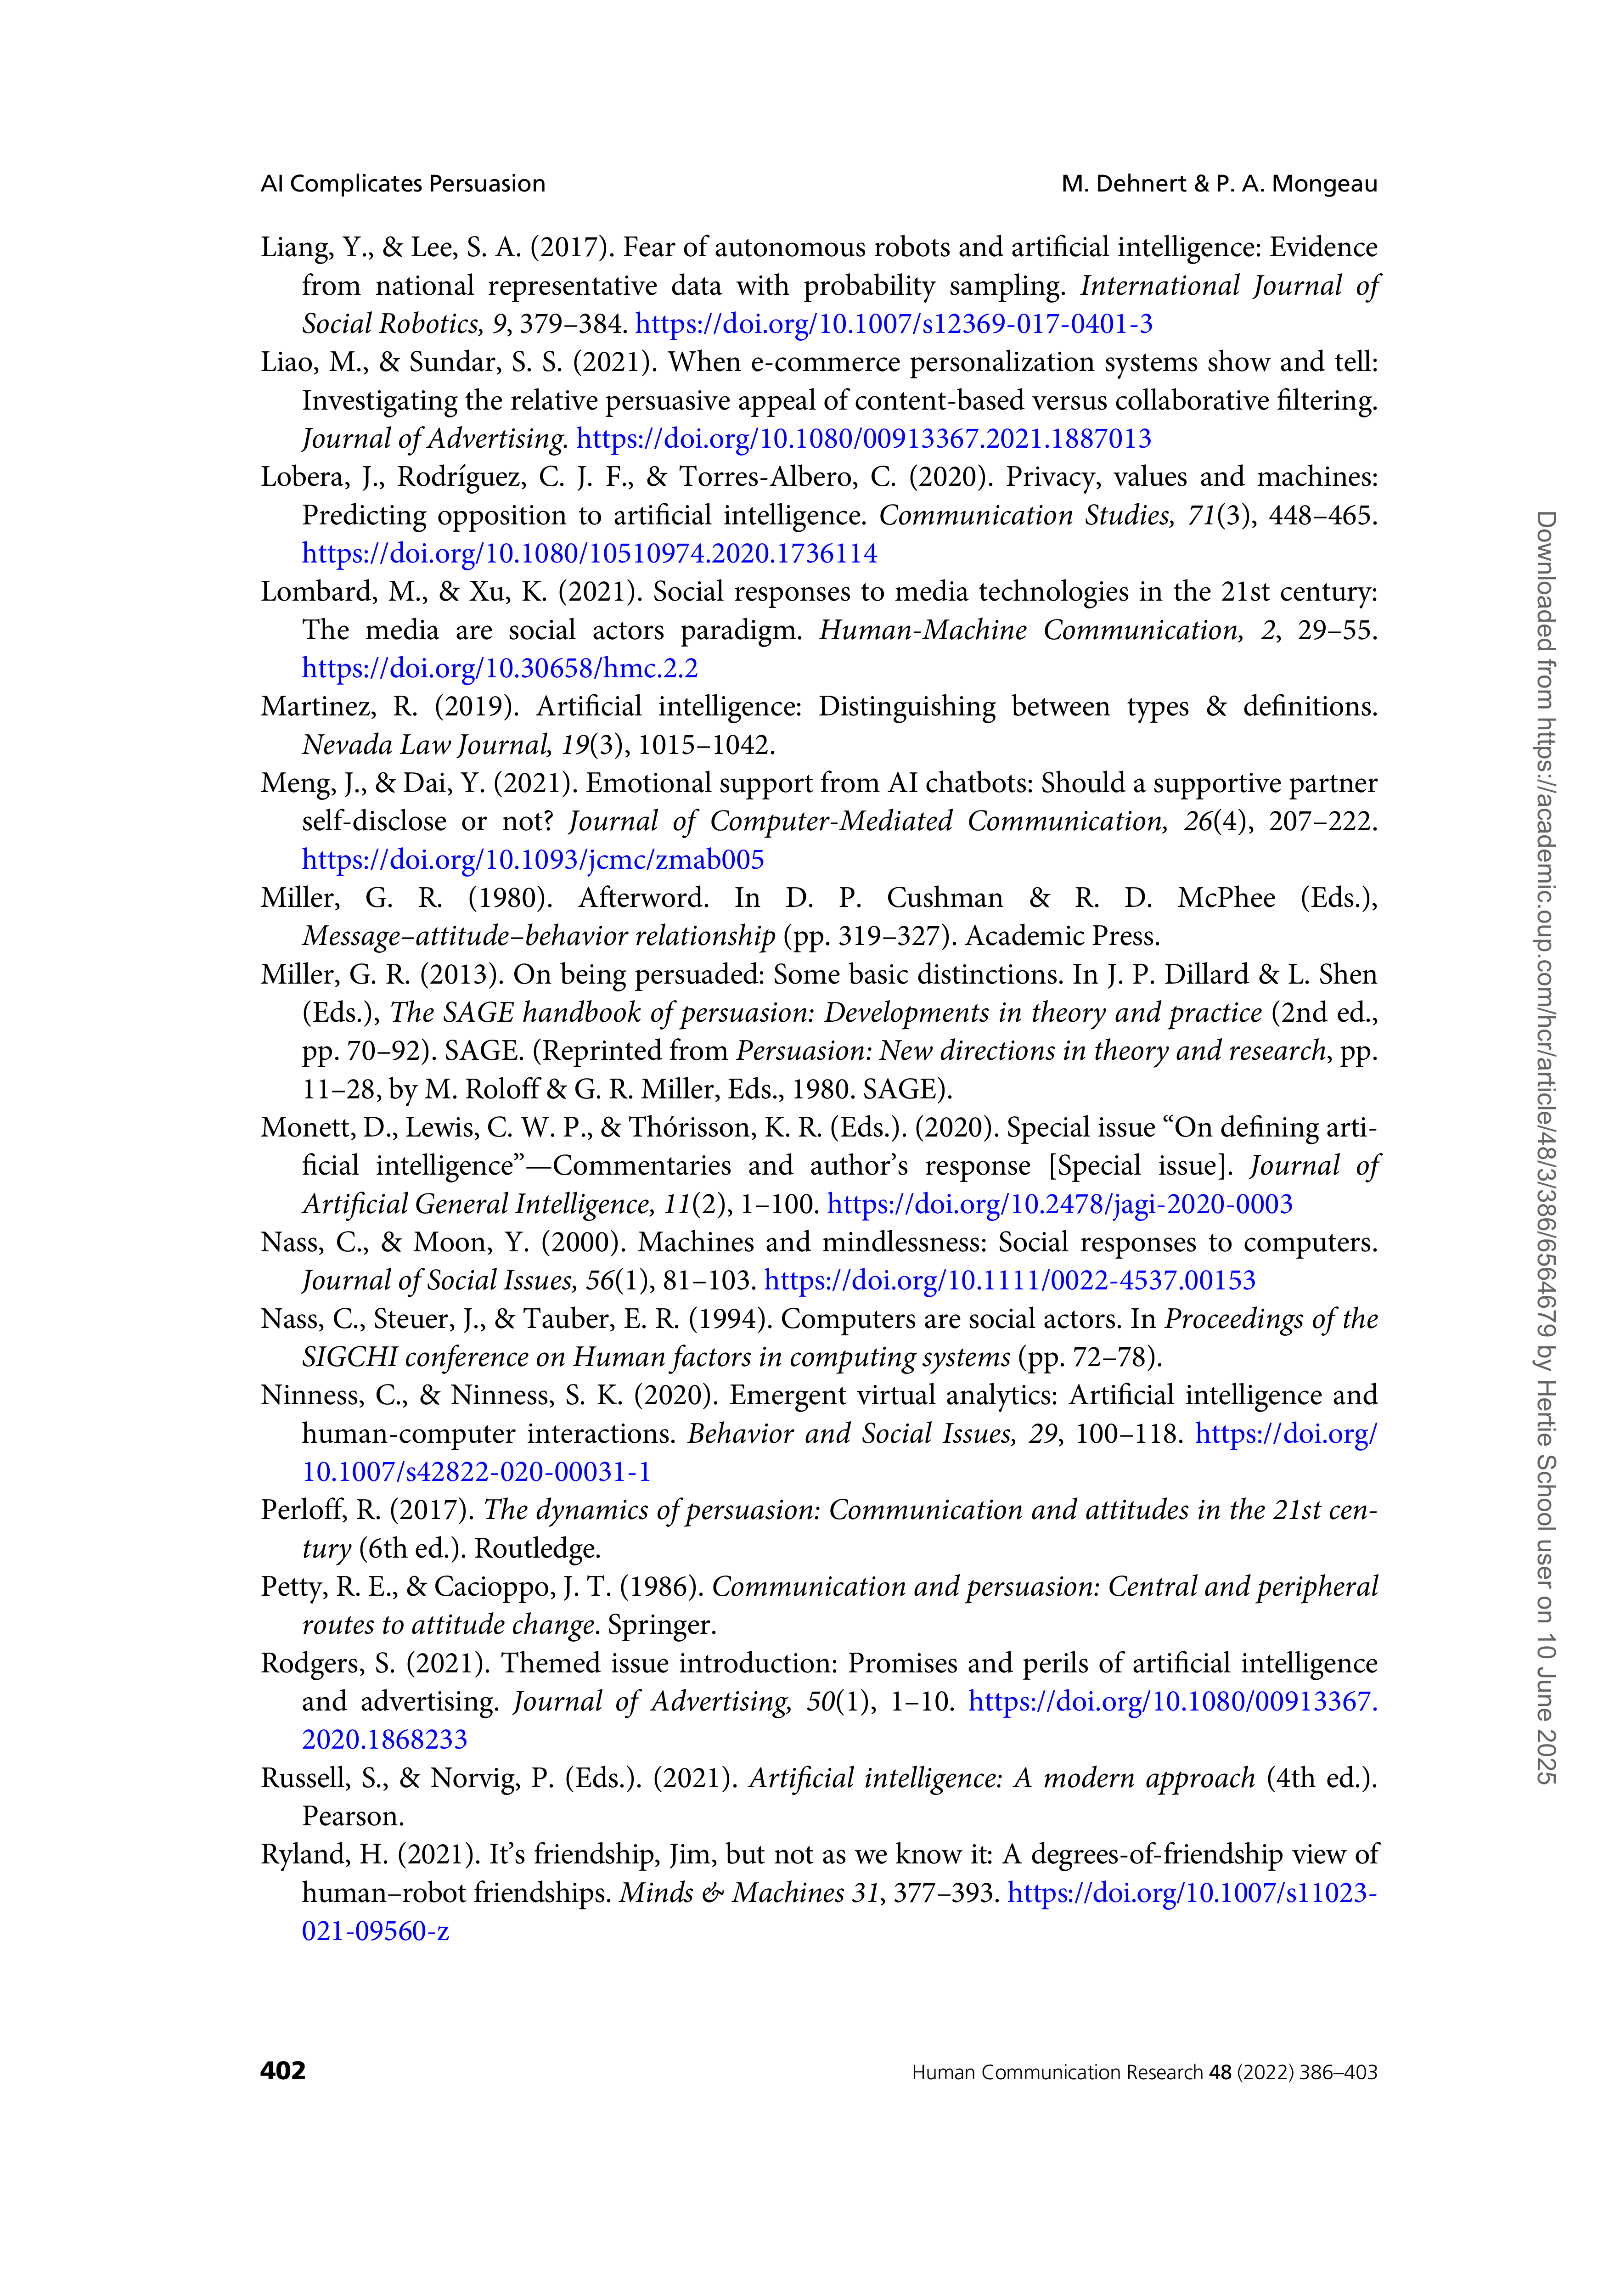 AI Complicates Persuasion
M. Dehnert & P. A. Mongeau
Liang, Y., & Lee, S. A. (2017). Fear of autonomous robots and artificial intelligence: Evidence
from national representative data with probability sampling. International Journal of
Social Robotics, 9, 379–384. https://doi.org/10.1007/s12369-017-0401-3
Liao, M., & Sundar, S. S. (2021). When e-commerce personalization systems show and tell:
Investigating the relative persuasive appeal of content-based versus collaborative filtering.
Journal of Advertising. https://doi.org/10.1080/00913367.2021.1887013
Lobera, J., Rodríguez, C. J. F., & Torres-Albero, C. (2020). Privacy, values and machines:
Predicting opposition to artificial intelligence. Communication Studies, 71(3), 448–465.
https://doi.org/10.1080/10510974.2020.1736114
Lombard, M., & Xu, K. (2021). Social responses to media technologies in the 21st century:
The media are social actors paradigm. Human-Machine Communication, 2, 29–55.
https://doi.org/10.30658/hmc.2.2
Martinez, R. (2019). Artificial intelligence: Distinguishing between types & definitions.
Nevada Law Journal, 19(3), 1015–1042.
Meng, J., & Dai, Y. (2021). Emotional support from AI chatbots: Should a supportive partner
self-disclose or not? Journal of Computer-Mediated Communication, 26(4), 207–222.
https://doi.org/10.1093/jcmc/zmab005
Miller, G. R. (1980). Afterword. In D. P. Cushman & R. D. McPhee (Eds.),
Message–attitude–behavior relationship (pp. 319–327). Academic Press.
Miller, G. R. (2013). On being persuaded: Some basic distinctions. In J. P. Dillard & L. Shen
(Eds.), The SAGE handbook of persuasion: Developments in theory and practice (2nd ed.,
pp. 70–92). SAGE. (Reprinted from Persuasion: New directions in theory and research, pp.
11–28, by M. Roloff & G. R. Miller, Eds., 1980. SAGE).
Monett, D., Lewis, C. W. P., & Thórisson, K. R. (Eds.). (2020). Special issue “On defining arti-
ficial intelligence”—Commentaries and author’s response [Special issue]. Journal of
Artificial General Intelligence, 11(2), 1–100. https://doi.org/10.2478/jagi-2020-0003
Nass, C., & Moon, Y. (2000). Machines and mindlessness: Social responses to computers.
Journal of Social Issues, 56(1), 81–103. https://doi.org/10.1111/0022-4537.00153
Nass, C., Steuer, J., & Tauber, E. R. (1994). Computers are social actors. In Proceedings of the
SIGCHI conference on Human factors in computing systems (pp. 72–78).
Ninness, C., & Ninness, S. K. (2020). Emergent virtual analytics: Artificial intelligence and
human-computer interactions. Behavior and Social Issues, 29, 100–118. https://doi.org/
10.1007/s42822-020-00031-1
Perloff, R. (2017). The dynamics of persuasion: Communication and attitudes in the 21st cen-
tury (6th ed.). Routledge.
Petty, R. E., & Cacioppo, J. T. (1986). Communication and persuasion: Central and peripheral
routes to attitude change. Springer.
Rodgers, S. (2021). Themed issue introduction: Promises and perils of artificial intelligence
and advertising. Journal of Advertising, 50(1), 1–10. https://doi.org/10.1080/00913367.
2020.1868233
Russell, S., & Norvig, P. (Eds.). (2021). Artificial intelligence: A modern approach (4th ed.).
Pearson.
Ryland, H. (2021). It’s friendship, Jim, but not as we know it: A degrees-of-friendship view of
human–robot friendships. Minds & Machines 31, 377–393. https://doi.org/10.1007/s11023-
021-09560-z
402
Human Communication Research 48 (2022) 386–403
Downloaded from https://academic.oup.com/hcr/article/48/3/386/6564679 by Hertie School user on 10 June 2025